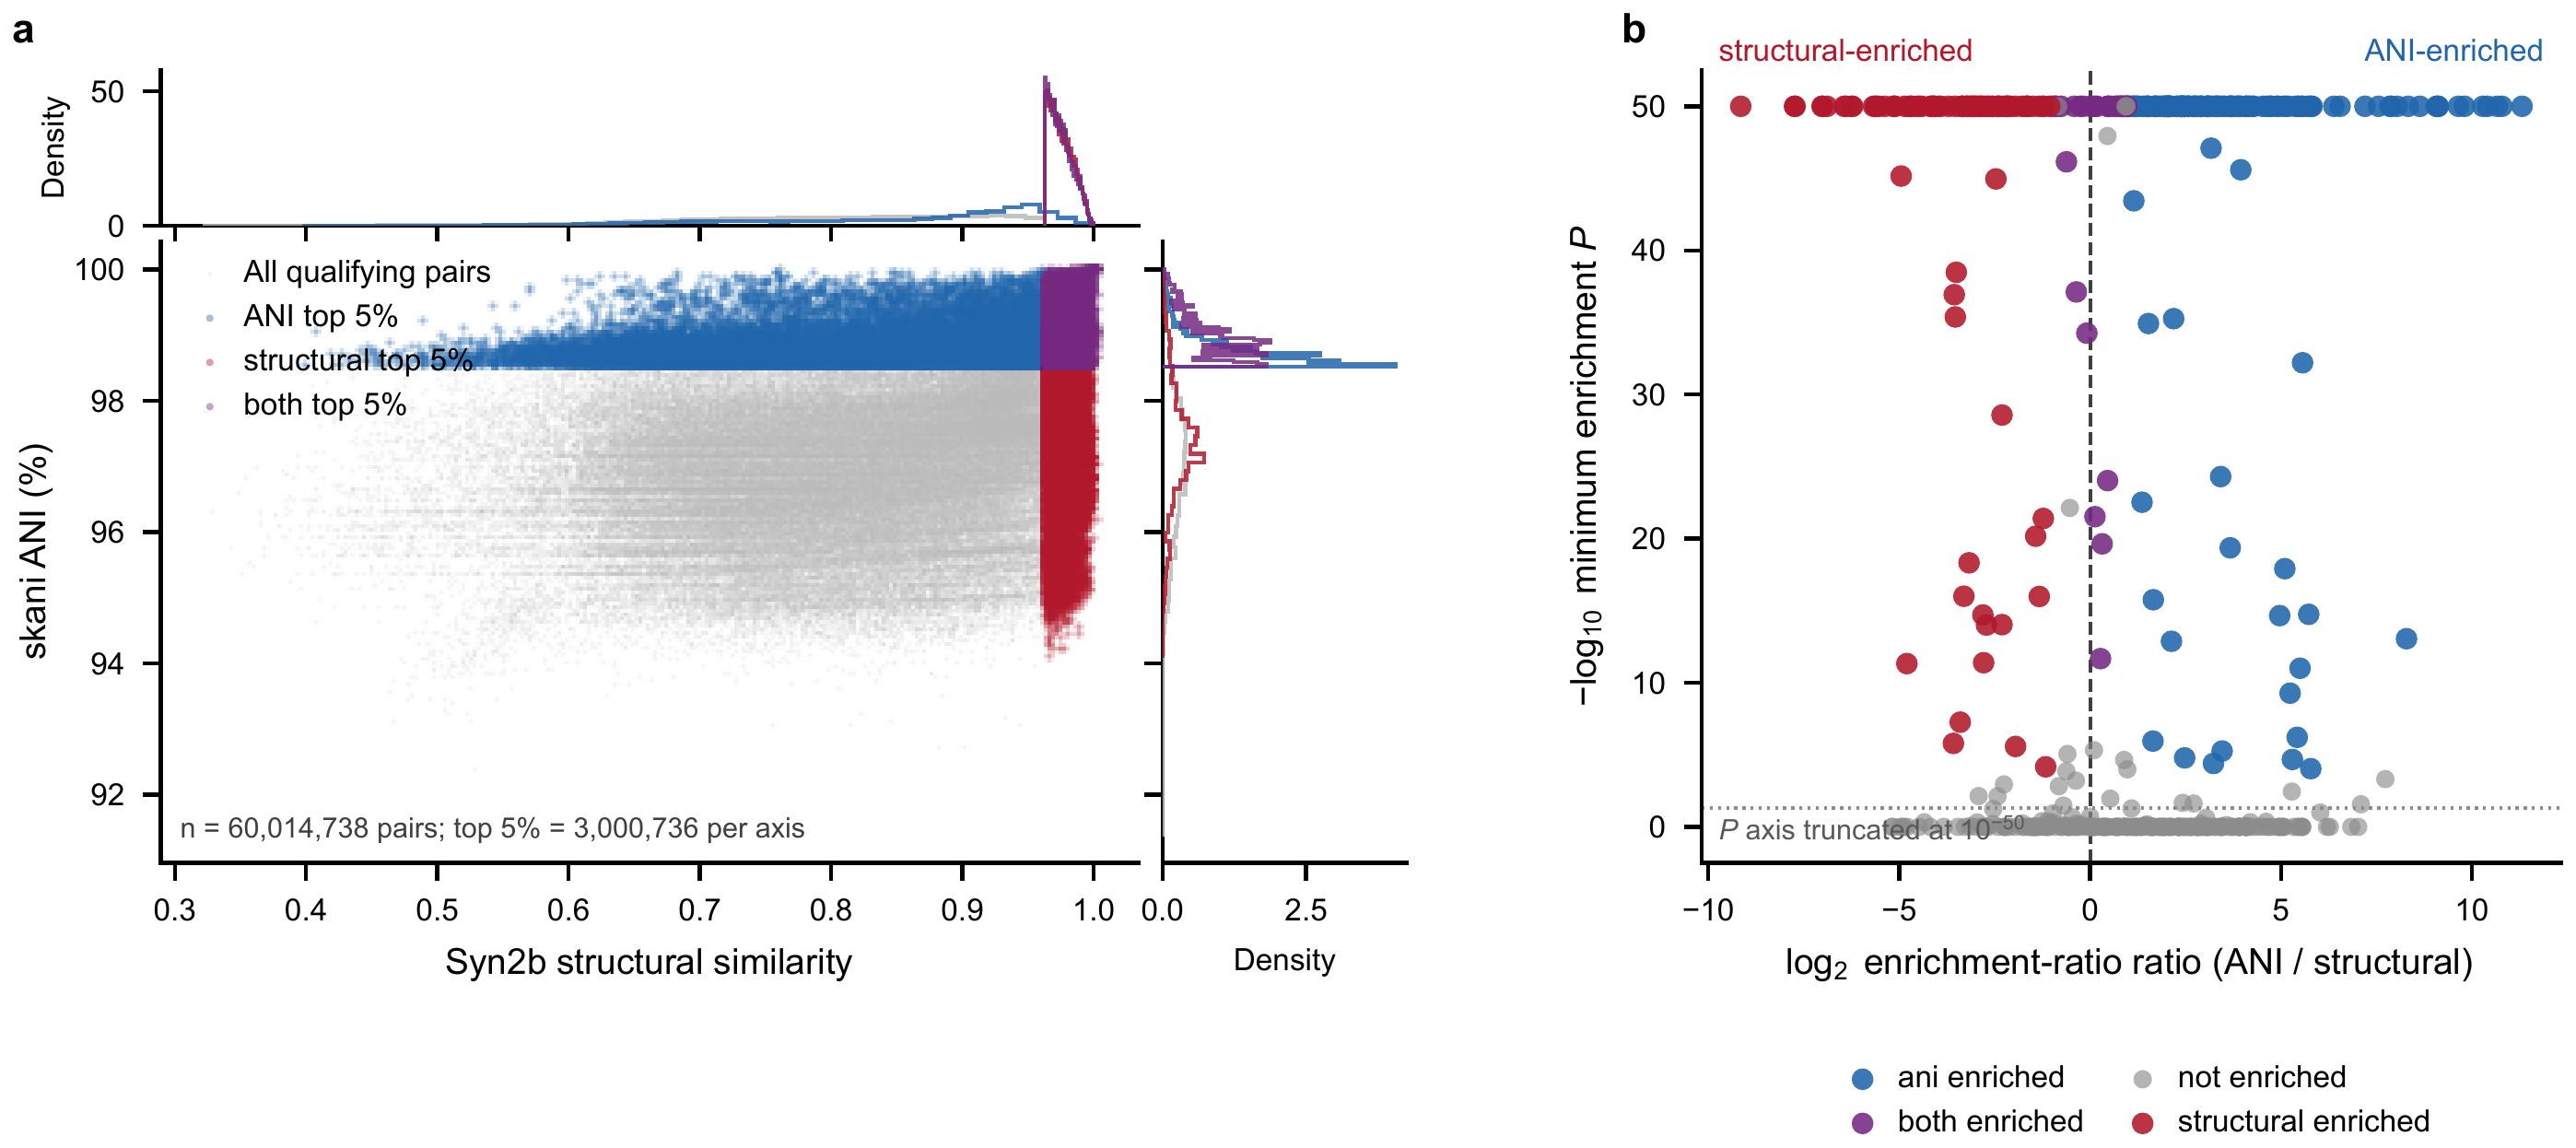 a
Density
50
0
100
98
96
94
92
skani ANI (%)
All qualifying pairs
ANI top 5%
structural top 5%
both top 5%
n = 60,014,738 pairs; top 5% = 3,000,736 per axis
0.3 0.4 0.5 0.6 0.7 0.8 0.9 1.0
Syn2b structural similarity
0.0 2.5
Density
b
structural-enriched ANI-enriched
50
40
30
20
10
0
−log₁₀ minimum enrichment P
P axis truncated at 10⁻⁵⁰
−10 −5 0 5 10
log₂ enrichment-ratio ratio (ANI / structural)
ani enriched not enriched
both enriched structural enriched